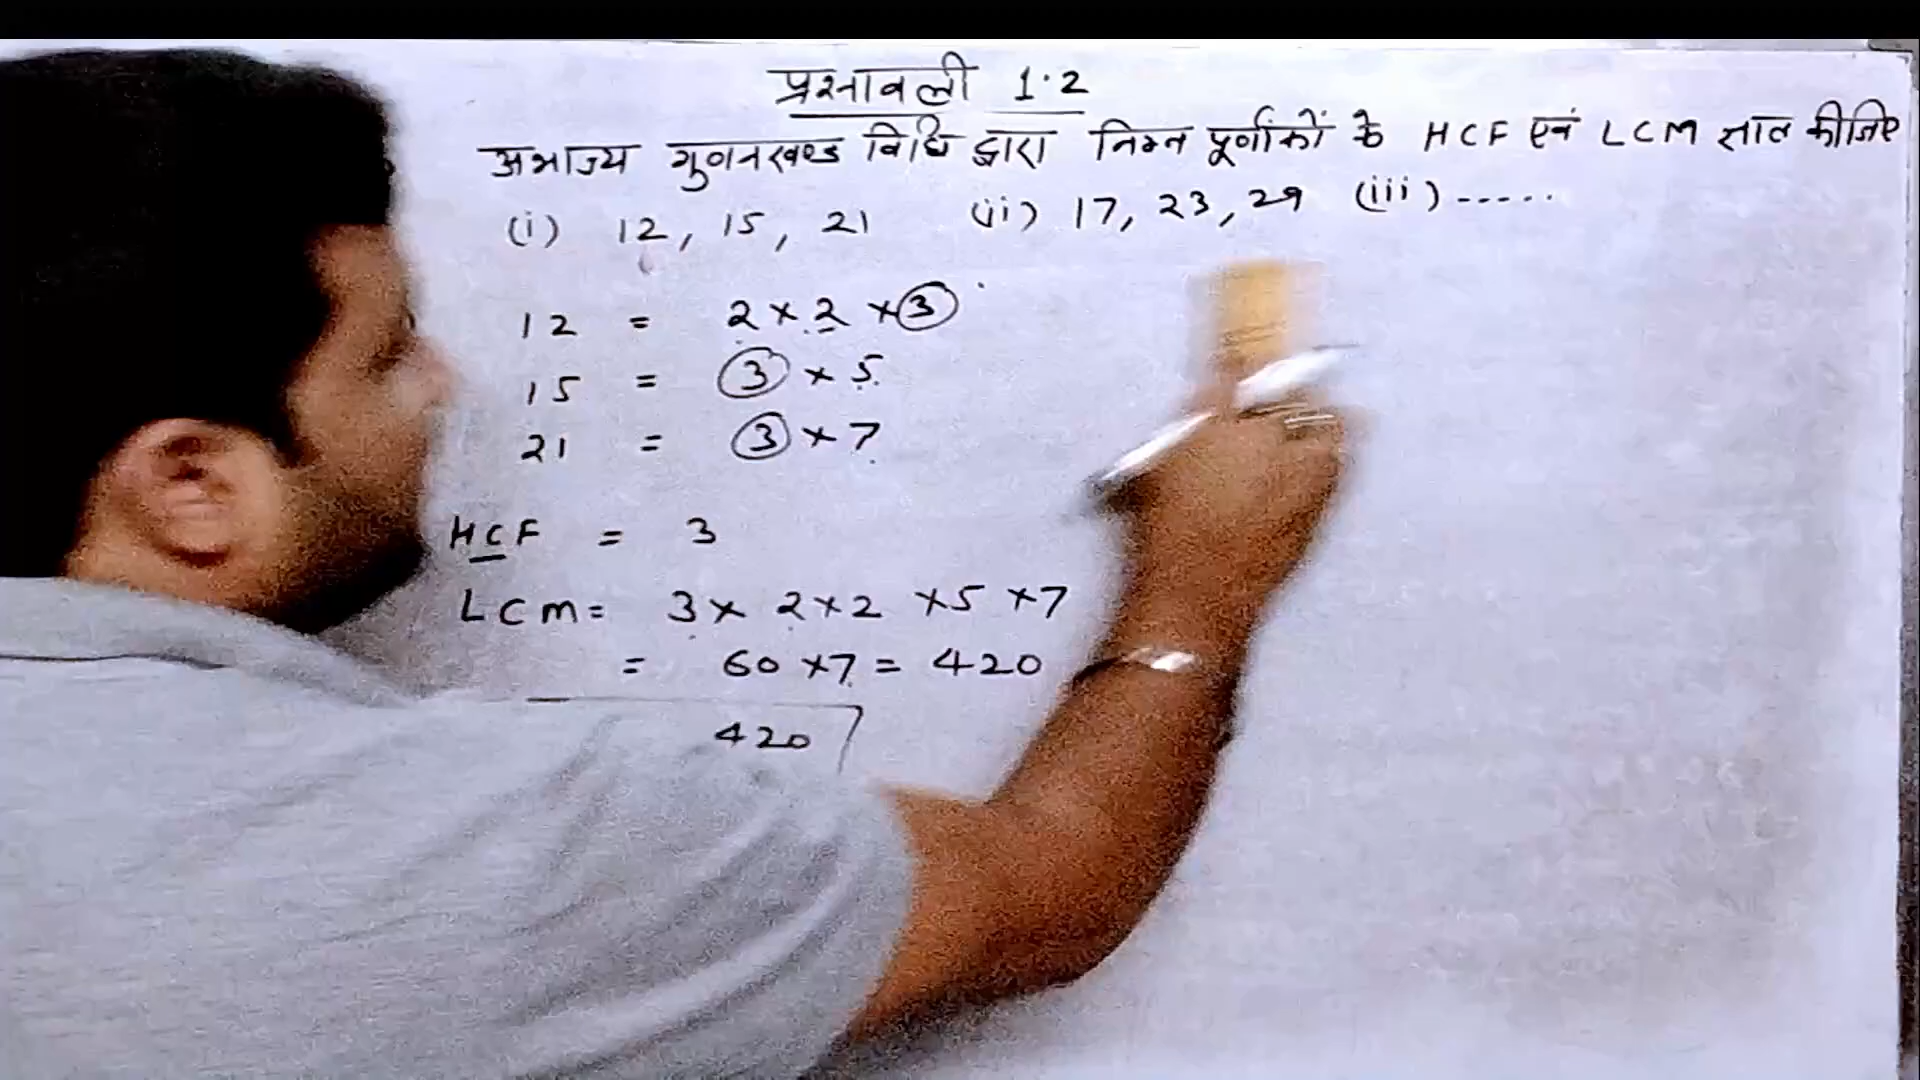 प्रश्नावली 1.2
अभाज्य गुणनखण्ड विधि द्वारा निम्न पूर्णांकों के HCF एवं LCM ज्ञात कीजिए
(i) 12, 15, 21 (ii) 17, 23, 29 (iii) -----
12 = 2 × 2 × 3
15 = 3 × 5
21 = 3 × 7
HCF = 3
LCM = 3 × 2 × 2 × 5 × 7
= 60 × 7 = 420
420